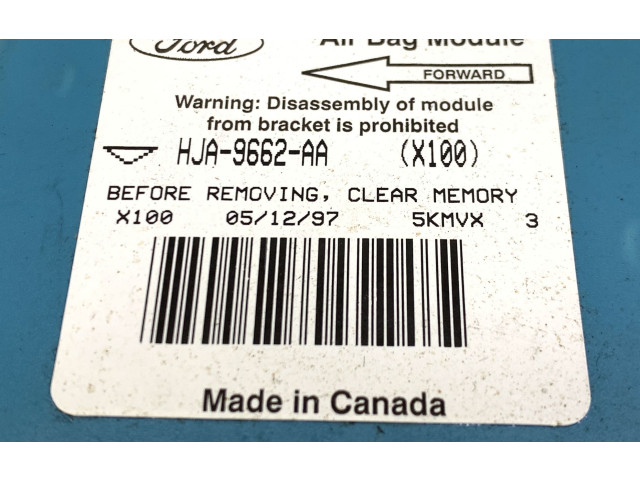 Ford Air Bag Module
FORWARD
Warning: Disassembly of module
from bracket is prohibited
HJA-9662-AA (X100)
BEFORE REMOVING, CLEAR MEMORY
X100 05/12/97 5KMVX 3
Made in Canada